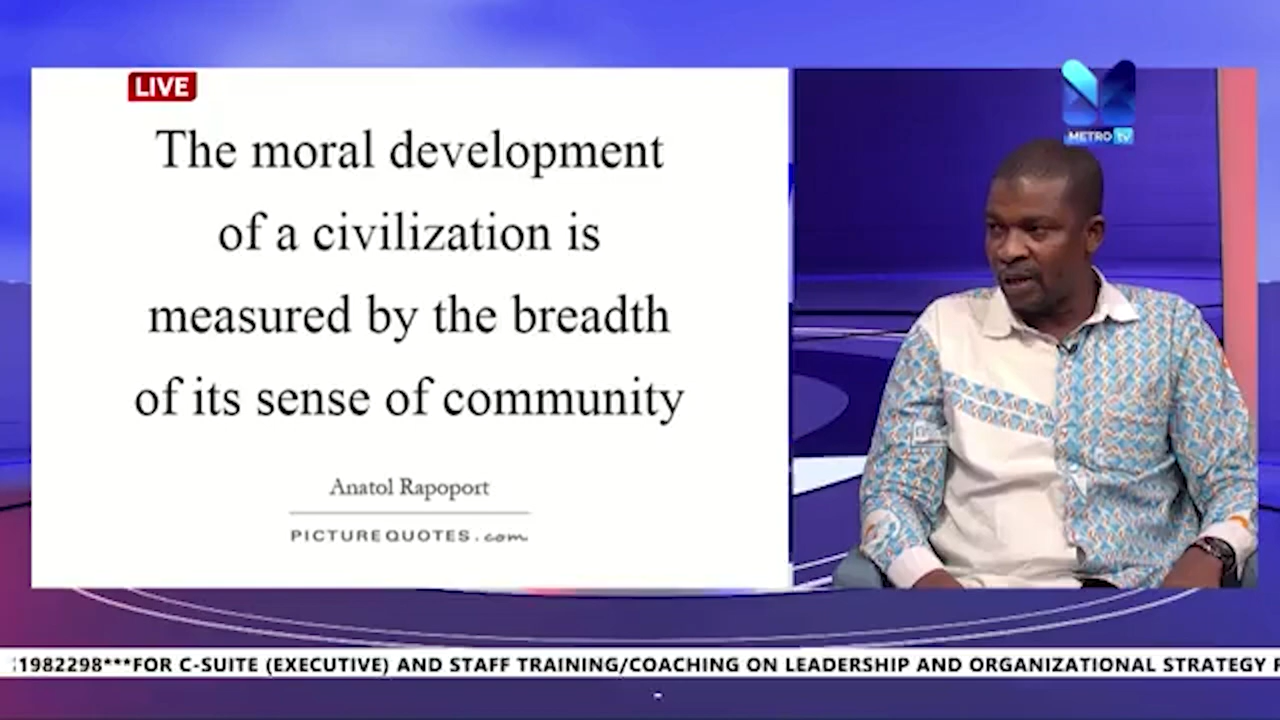 LIVE
The moral development
of a civilization is
measured by the breadth
of its sense of community
Anatol Rapoport
PICTUREQUOTES.com
METRO tv
1982298***FOR C-SUITE (EXECUTIVE) AND STAFF TRAINING/COACHING ON LEADERSHIP AND ORGANIZATIONAL STRATEGY